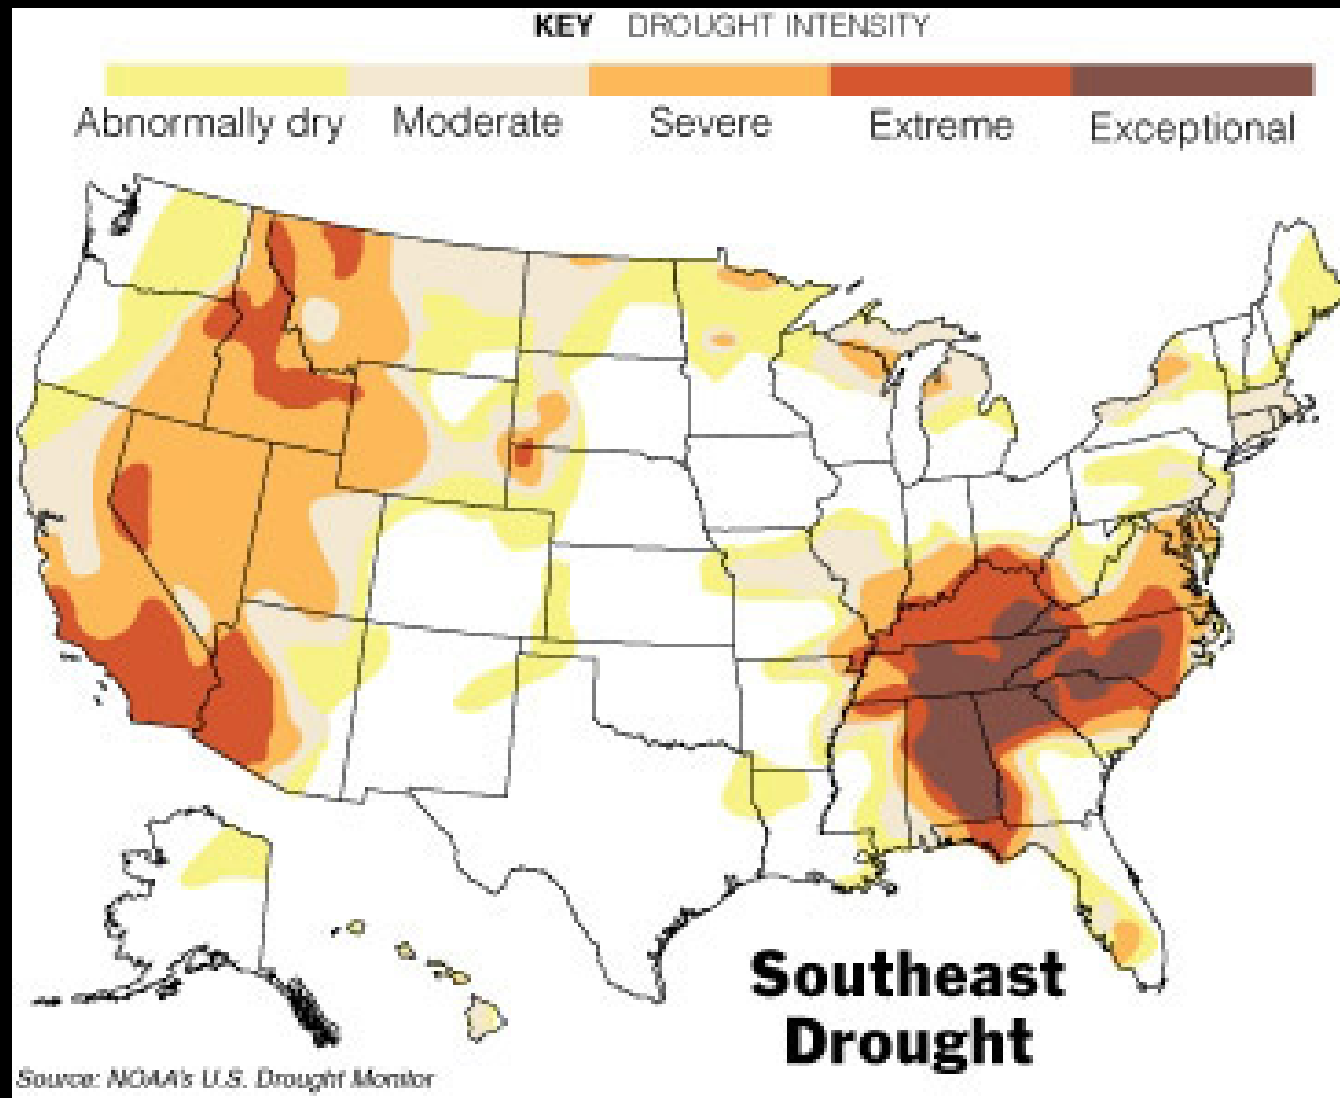 KEY DROUGHT INTENSITY
Abnormally dry Moderate Severe Extreme Exceptional
Southeast
Drought
Source: NOAA's U.S. Drought Monitor